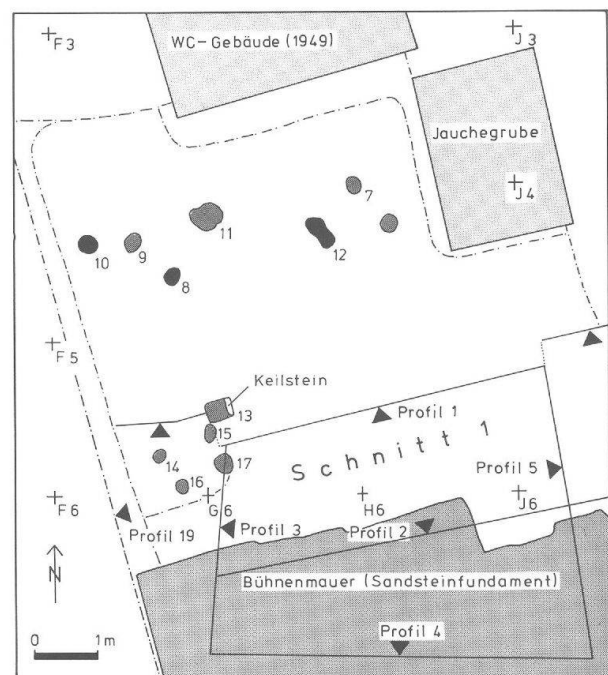 F3
WC-Gebäude (1949)
J3
Jauchegrube
J4
7
11
12
10
9
8
F5
Keilstein
13
Profil 1
15
Schnitt 1
14
17
Profil 5
16
F6
G6
H6
J6
Profil 19
Profil 3
Profil 2
N
Bühnenmauer (Sandsteinfundament)
Profil 4
0 1m